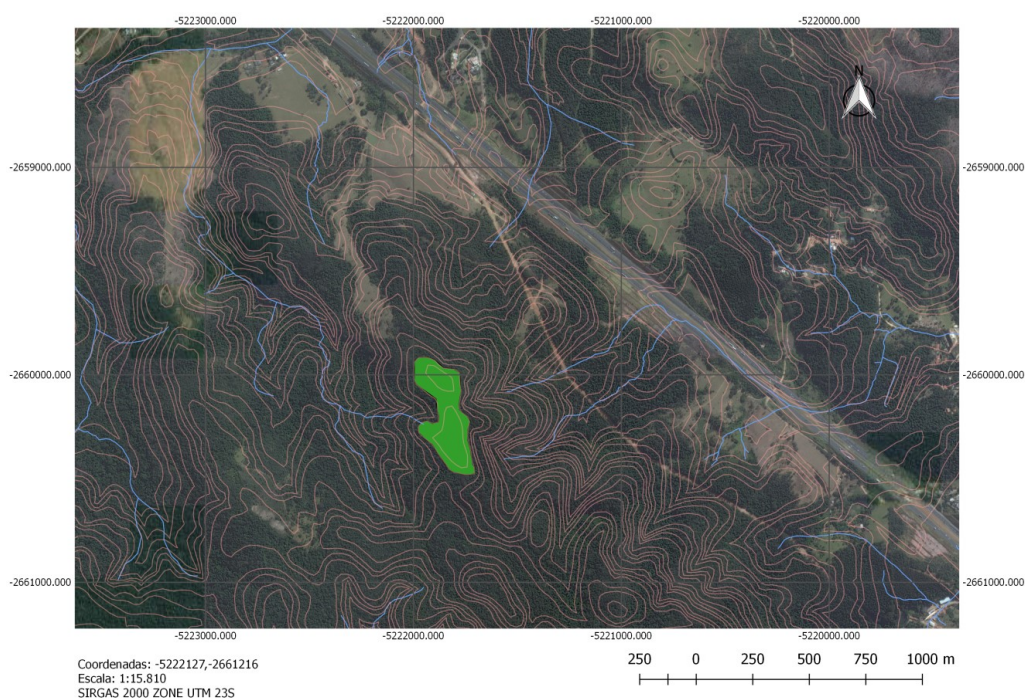 -5223000.000 -5222000.000 -5221000.000 -5220000.000
N
-2659000.000 -2659000.000
-2660000.000 -2660000.000
-2661000.000 -2661000.000
-5223000.000 -5222000.000 -5221000.000 -5220000.000
Coordenadas: -5222127,-2661216
Escala: 1:15.810
SIRGAS 2000 ZONE UTM 23S
250 0 250 500 750 1000 m